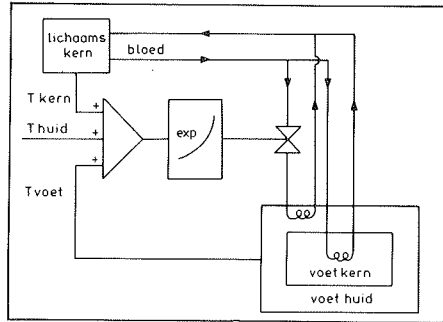 lichaams
kern
bloed
T kern
+
T huid
+
exp
+
T voet
voet kern
voet huid